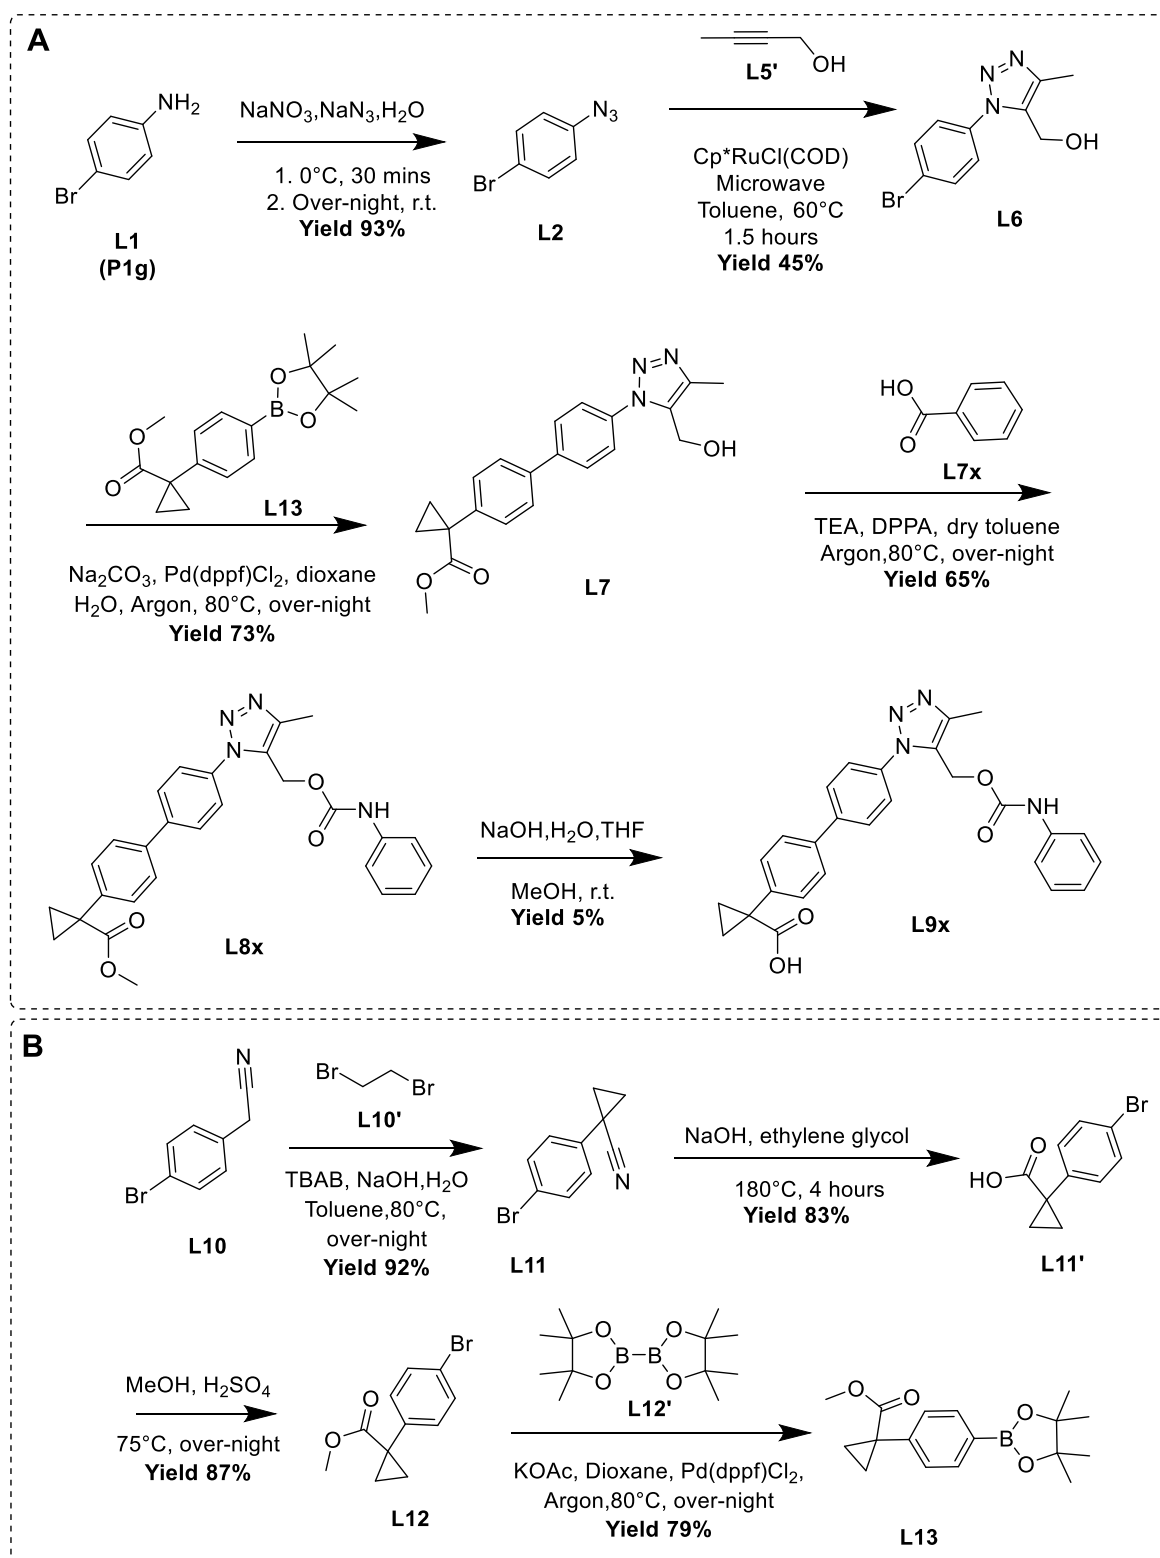 A
NH2
Br
L1
(P1g)
NaNO3,NaN3,H2O
1. 0°C, 30 mins
2. Over-night, r.t.
Yield 93%
N3
Br
L2
L5'
OH
Cp*RuCl(COD)
Microwave
Toluene, 60°C
1.5 hours
Yield 45%
N N
N
OH
Br
L6
O
B
O
O
O
L13
Na2CO3, Pd(dppf)Cl2, dioxane
H2O, Argon, 80°C, over-night
Yield 73%
N N
N
OH
O
O
L7
HO
O
L7x
TEA, DPPA, dry toluene
Argon,80°C, over-night
Yield 65%
N N
N
O
NH
O
O
O
L8x
NaOH,H2O,THF
MeOH, r.t.
Yield 5%
N N
N
O
NH
O
O
OH
L9x
B
N
Br
L10
Br
Br
L10'
TBAB, NaOH,H2O
Toluene,80°C,
over-night
Yield 92%
N
Br
L11
NaOH, ethylene glycol
180°C, 4 hours
Yield 83%
Br
O
HO
L11'
MeOH, H2SO4
75°C, over-night
Yield 87%
Br
O
O
L12
O O
B B
O O
L12'
KOAc, Dioxane, Pd(dppf)Cl2,
Argon,80°C, over-night
Yield 79%
O O
O
B
O
L13